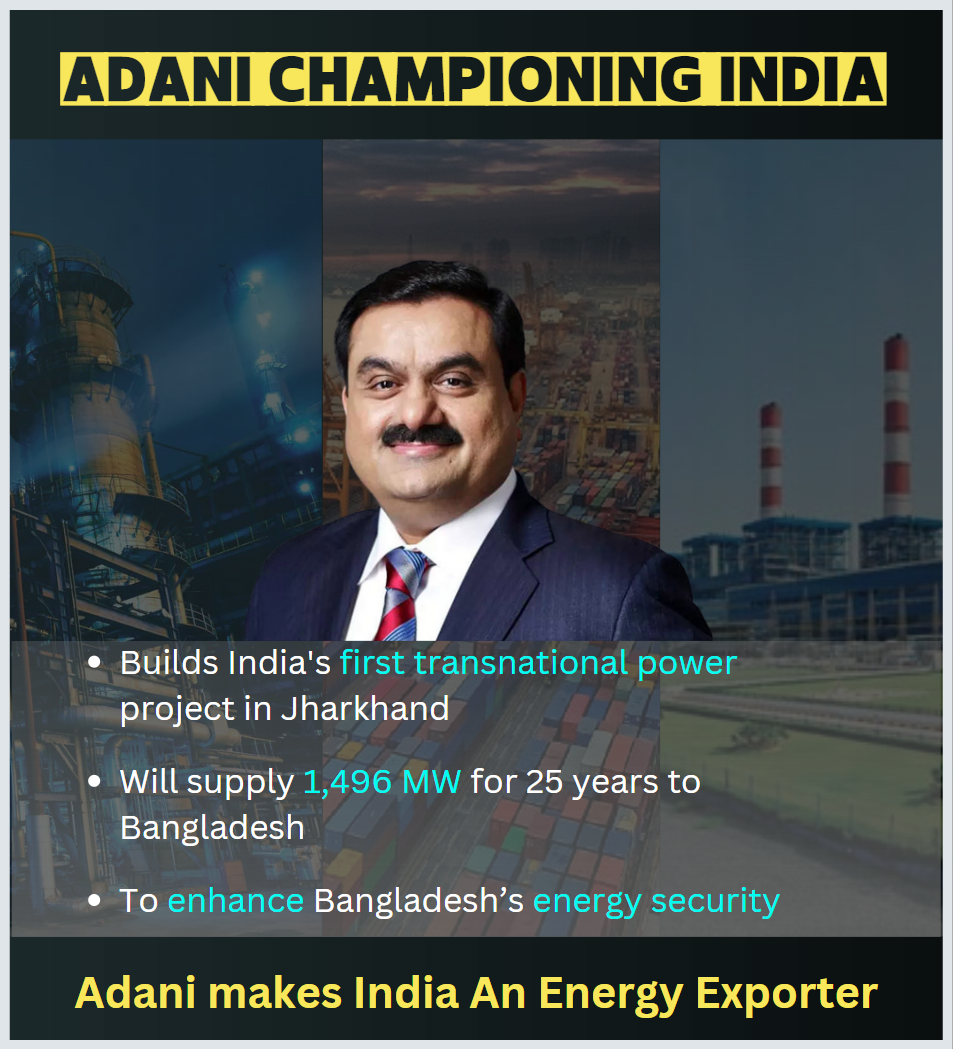 ADANI CHAMPIONING INDIA
• Builds India's first transnational power
project in Jharkhand
• Will supply 1,496 MW for 25 years to
Bangladesh
• To enhance Bangladesh’s energy security
Adani makes India An Energy Exporter